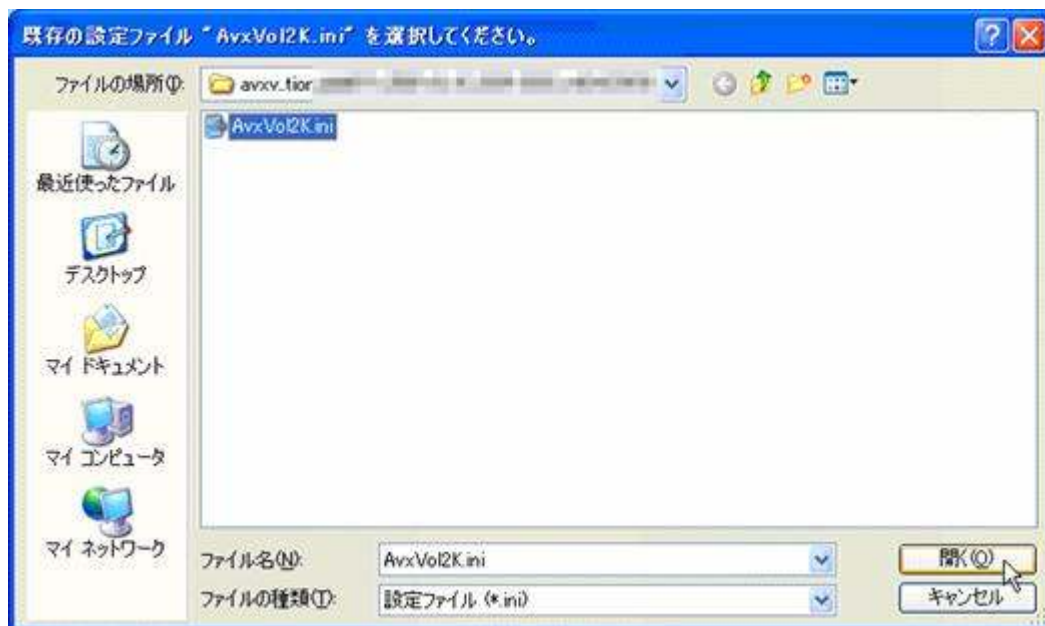 既存の設定ファイル "AvxVol2K.ini" を選択してください。
ファイルの場所(I):
avxv_tior
AvxVol2K.ini
最近使ったファイル
デスクトップ
マイ ドキュメント
マイ コンピュータ
マイ ネットワーク
ファイル名(N):
AvxVol2K.ini
開く(O)
ファイルの種類(T):
設定ファイル (*.ini)
キャンセル